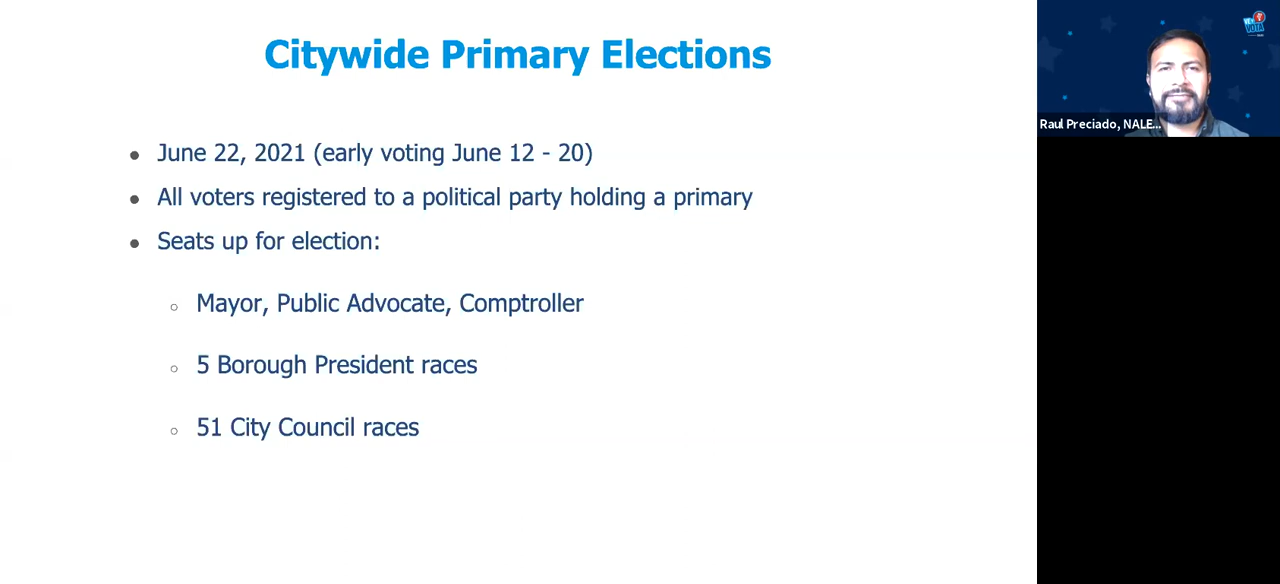 Citywide Primary Elections
June 22, 2021 (early voting June 12 - 20)
All voters registered to a political party holding a primary
Seats up for election:
Mayor, Public Advocate, Comptroller
5 Borough President races
51 City Council races
VOTA
Raul Preciado, NALE...